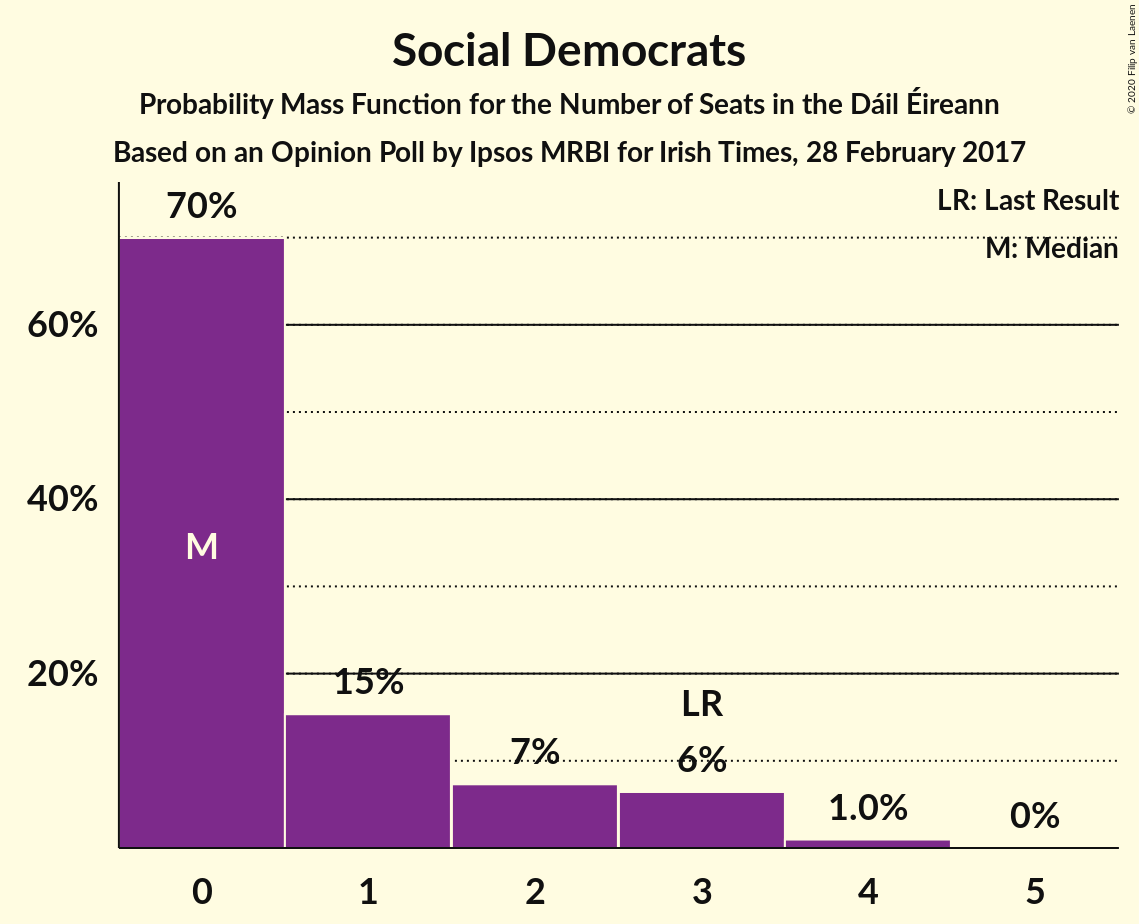 Social Democrats
Probability Mass Function for the Number of Seats in the Dáil Éireann
Based on an Opinion Poll by Ipsos MRBI for Irish Times, 28 February 2017
© 2020 Filip van Laenen
LR: Last Result
M: Median
70%
60%
40%
M
20%
15%
LR
7%
6%
1.0%
0%
0 1 2 3 4 5